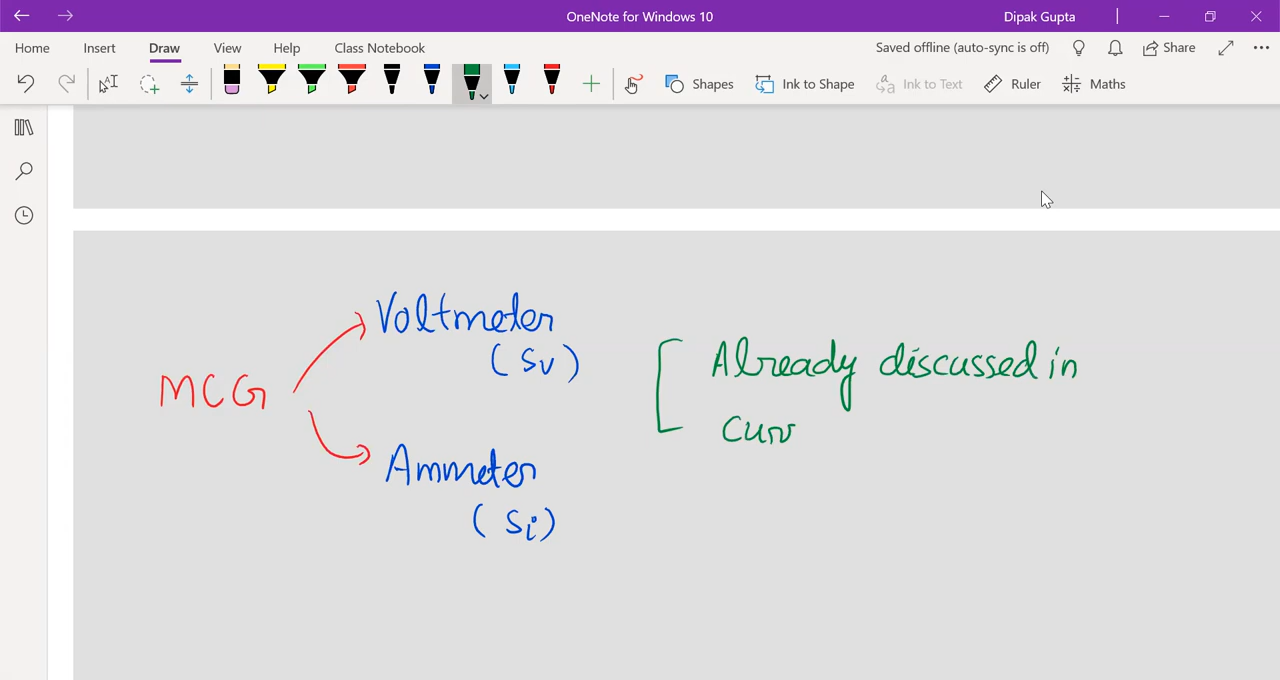 OneNote for Windows 10
Dipak Gupta
Home Insert Draw View Help Class Notebook
Saved offline (auto-sync is off) Share
Shapes Ink to Shape Ink to Text Ruler Maths
Voltmeter
(Sv)
MCG
Ammeter
(Si)
Already discussed in
Curr